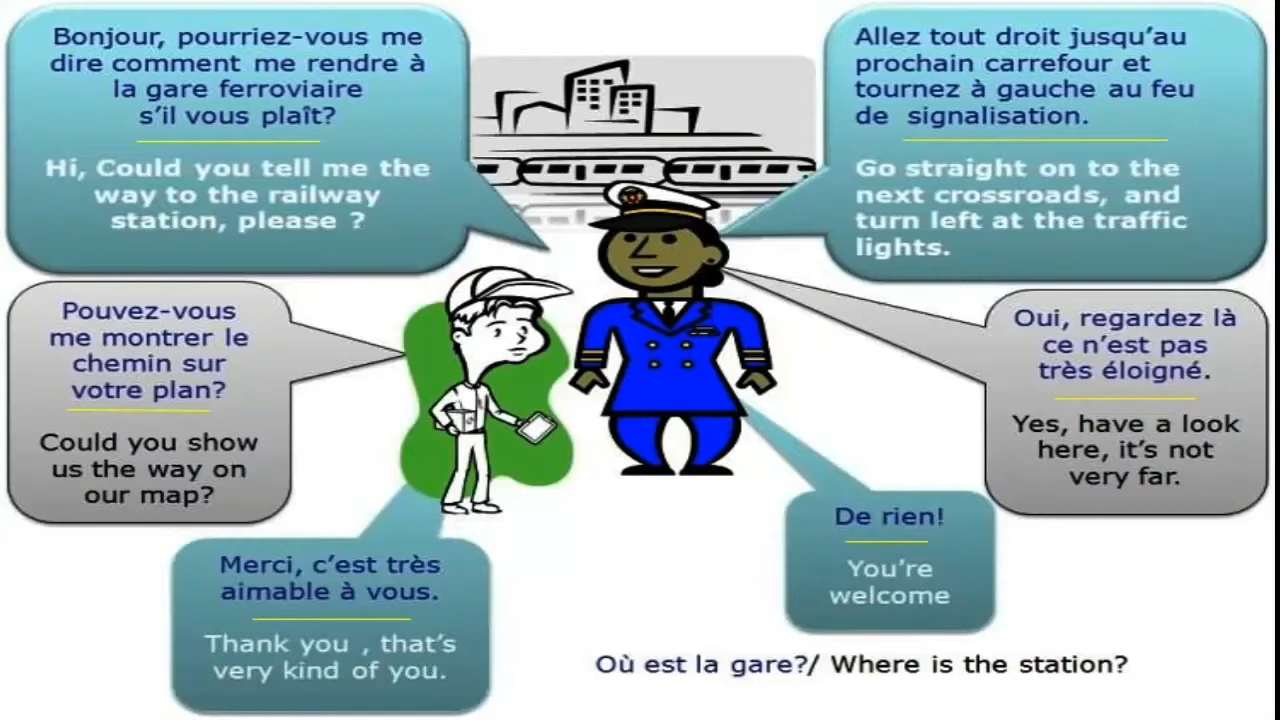 Bonjour, pourriez-vous me
dire comment me rendre à
la gare ferroviaire
s’il vous plaît?
Hi, Could you tell me the
way to the railway
station, please ?
Allez tout droit jusqu’au
prochain carrefour et
tournez à gauche au feu
de signalisation.
Go straight on to the
next crossroads, and
turn left at the traffic
lights.
Pouvez-vous
me montrer le
chemin sur
votre plan?
Could you show
us the way on
our map?
Oui, regardez là
ce n’est pas
très éloigné.
Yes, have a look
here, it’s not
very far.
Merci, c’est très
aimable à vous.
Thank you , that’s
very kind of you.
De rien!
You’re
welcome
Où est la gare?/ Where is the station?